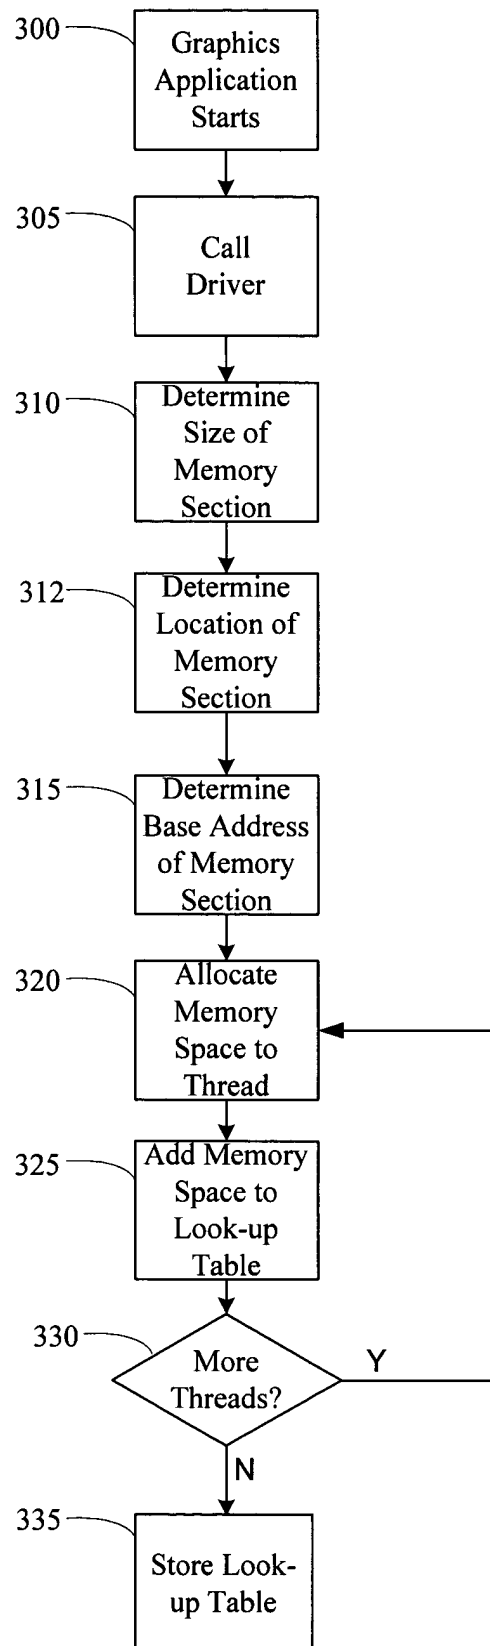 300
Graphics
Application
Starts
305
Call
Driver
310
Determine
Size of
Memory
Section
312
Determine
Location of
Memory
Section
315
Determine
Base Address
of Memory
Section
320
Allocate
Memory
Space to
Thread
325
Add Memory
Space to
Look-up
Table
330
More
Threads?
Y
N
335
Store Look-
up Table